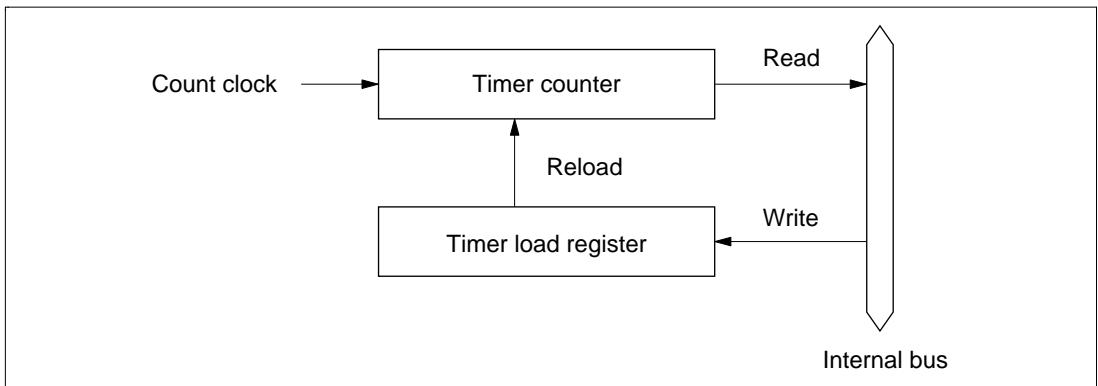 Read
Count clock
Timer counter
Reload
Write
Timer load register
Internal bus